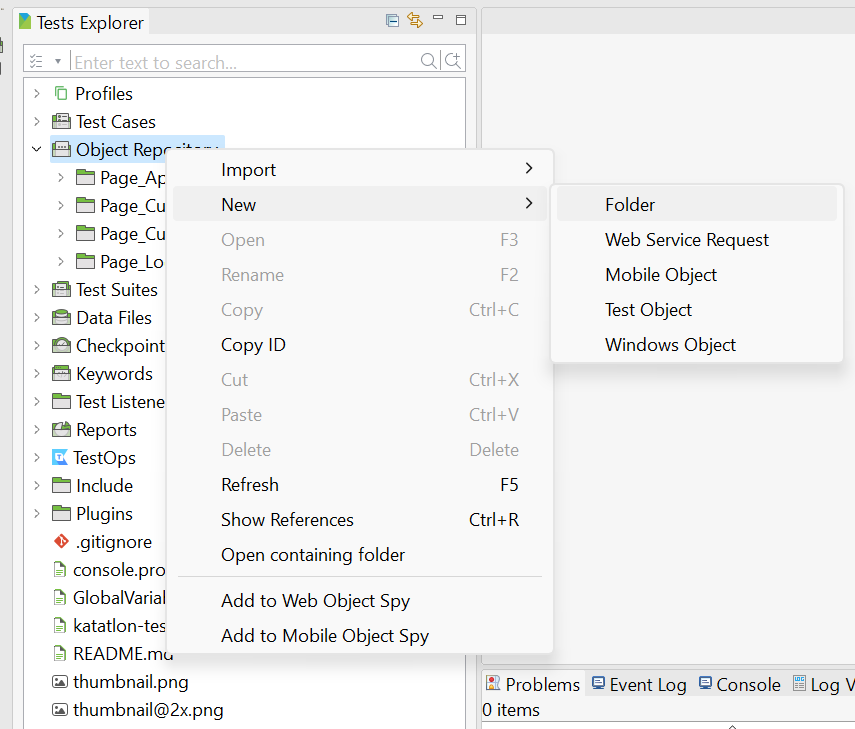 Tests Explorer
Enter text to search...
Profiles
Test Cases
Object Repository
Page_Ap
Page_Cu
Page_Cu
Page_Lo
Test Suites
Data Files
Checkpoint
Keywords
Test Listene
Reports
TestOps
Include
Plugins
.gitignore
console.pro
GlobalVarial
katatlon-tes
README.md
thumbnail.png
thumbnail@2x.png
Import
New
Open F3
Rename F2
Copy Ctrl+C
Copy ID
Cut Ctrl+X
Paste Ctrl+V
Delete Delete
Refresh F5
Show References Ctrl+R
Open containing folder
Add to Web Object Spy
Add to Mobile Object Spy
Folder
Web Service Request
Mobile Object
Test Object
Windows Object
Problems Event Log Console Log V
0 items